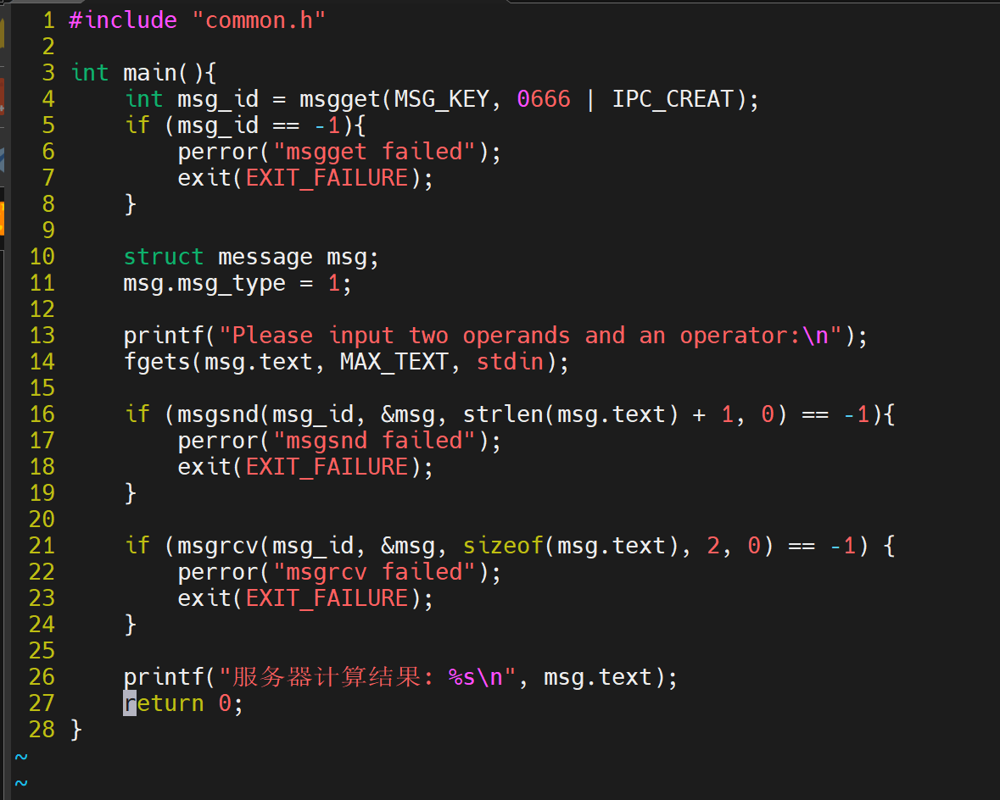 1 #include "common.h"
2
3 int main(){
4     int msg_id = msgget(MSG_KEY, 0666 | IPC_CREAT);
5     if (msg_id == -1){
6         perror("msgget failed");
7         exit(EXIT_FAILURE);
8     }
9
10     struct message msg;
11     msg.msg_type = 1;
12
13     printf("Please input two operands and an operator:\n");
14     fgets(msg.text, MAX_TEXT, stdin);
15
16     if (msgsnd(msg_id, &msg, strlen(msg.text) + 1, 0) == -1){
17         perror("msgsnd failed");
18         exit(EXIT_FAILURE);
19     }
20
21     if (msgrcv(msg_id, &msg, sizeof(msg.text), 2, 0) == -1) {
22         perror("msgrcv failed");
23         exit(EXIT_FAILURE);
24     }
25
26     printf("服务器计算结果: %s\n", msg.text);
27     return 0;
28 }
~
~